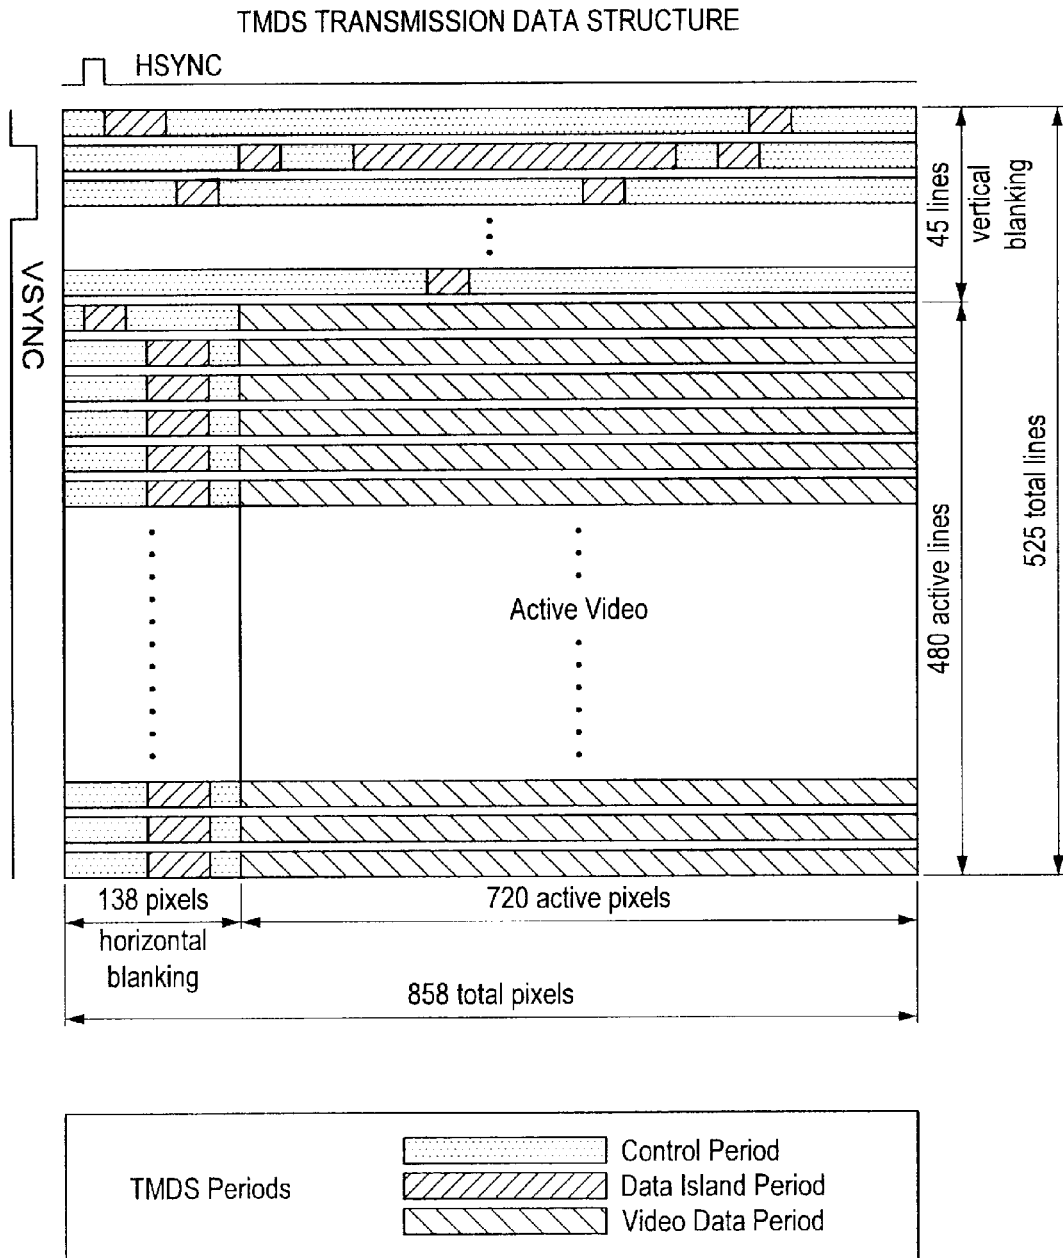 TMDS TRANSMISSION DATA STRUCTURE
HSYNC
VSYNC
45 lines
vertical
blanking
480 active lines
525 total lines
Active Video
138 pixels
horizontal
blanking
720 active pixels
858 total pixels
TMDS Periods
Control Period
Data Island Period
Video Data Period